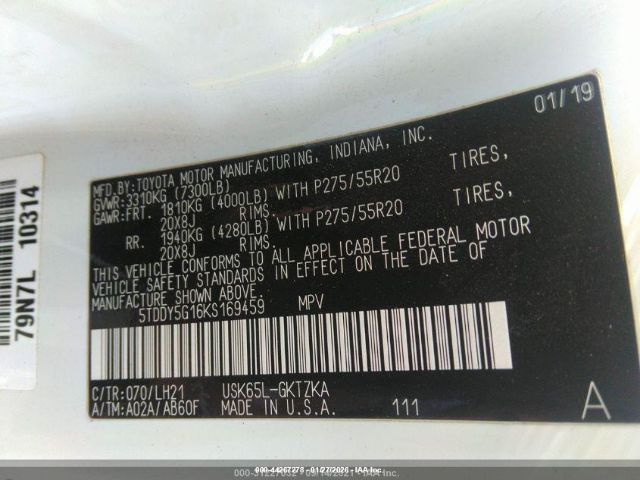 01/19
MFD.BY:TOYOTA MOTOR MANUFACTURING, INDIANA, INC.
GVWR:3310KG (7300LB)
GAWR:FRT. 1810KG (4000LB) WITH P275/55R20 TIRES,
20X8J RIMS.
RR. 1940KG (4280LB) WITH P275/55R20 TIRES,
20X8J RIMS.
THIS VEHICLE CONFORMS TO ALL APPLICABLE FEDERAL MOTOR
VEHICLE SAFETY STANDARDS IN EFFECT ON THE DATE OF
MANUFACTURE SHOWN ABOVE.
5TDDY5G16KS169459 MPV
C/TR:070/LH21 USK65L-GKTZKA
A/TM:A02A/AB60F MADE IN U.S.A. 111 A
79N7L 10314
000-44267273 - 01/27/2026 - IAA Inc.